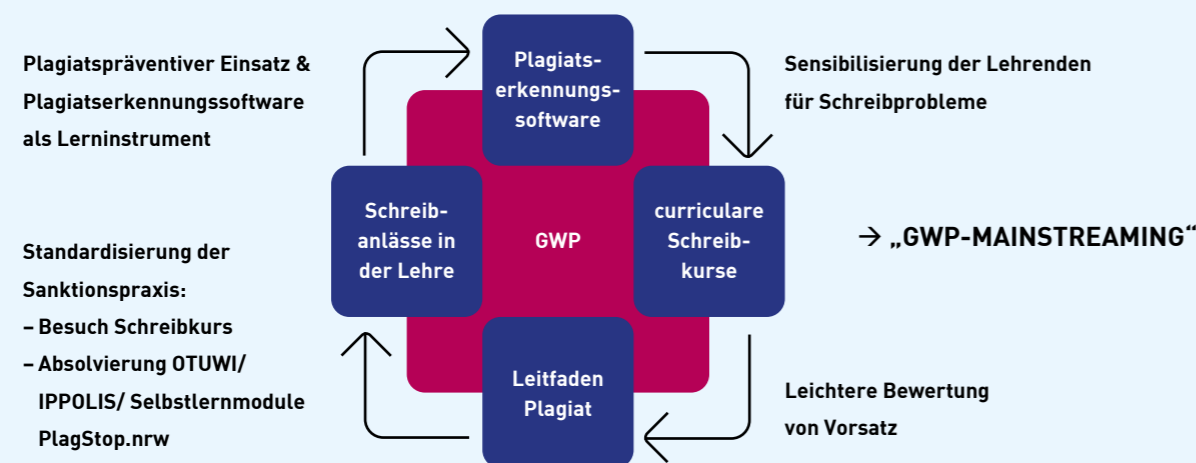 Plagiatspräventiver Einsatz &
Plagiatserkennungssoftware
als Lerninstrument
Plagiats-
erkennungs-
software
Sensibilisierung der Lehrenden
für Schreibprobleme
Schreib-
anlässe in
der Lehre
GWP
curriculare
Schreib-
kurse
→ „GWP-MAINSTREAMING“
Standardisierung der
Sanktionspraxis:
– Besuch Schreibkurs
– Absolvierung OTUWI/
IPPOLIS/ Selbstlernmodule
PlagStop.nrw
Leitfaden
Plagiat
Leichtere Bewertung
von Vorsatz